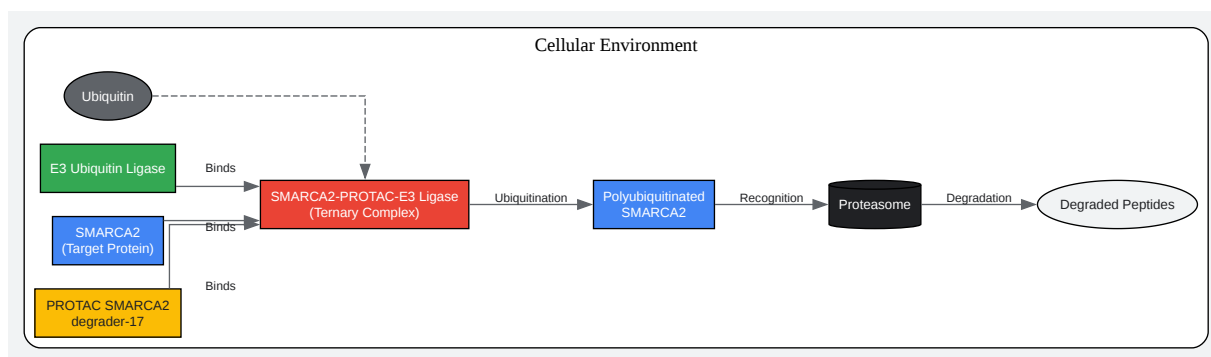 Cellular Environment
Ubiquitin
E3 Ubiquitin Ligase
Binds
SMARCA2
(Target Protein)
Binds
PROTAC SMARCA2
degrader-17
Binds
SMARCA2-PROTAC-E3 Ligase
(Ternary Complex)
Ubiquitination
Polyubiquitinated
SMARCA2
Recognition
Proteasome
Degradation
Degraded Peptides